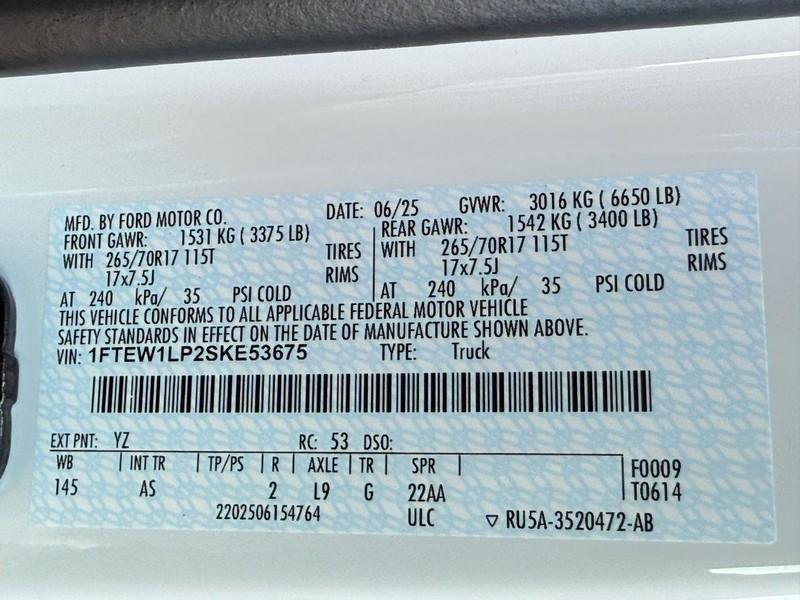 MFD. BY FORD MOTOR CO. DATE: 06/25 GVWR: 3016 KG ( 6650 LB)
FRONT GAWR: 1531 KG ( 3375 LB) REAR GAWR: 1542 KG ( 3400 LB)
WITH 265/70R17 115T TIRES WITH 265/70R17 115T TIRES
17x7.5J RIMS 17x7.5J RIMS
AT 240 kPa/ 35 PSI COLD AT 240 kPa/ 35 PSI COLD
THIS VEHICLE CONFORMS TO ALL APPLICABLE FEDERAL MOTOR VEHICLE
SAFETY STANDARDS IN EFFECT ON THE DATE OF MANUFACTURE SHOWN ABOVE.
VIN: 1FTEW1LP2SKE53675 TYPE: Truck
EXT PNT: YZ RC: 53 DSO:
WB INT TR TP/PS R AXLE TR SPR F0009
145 AS 2 L9 G 22AA T0614
2202506154764 ULC ▽ RU5A-3520472-AB